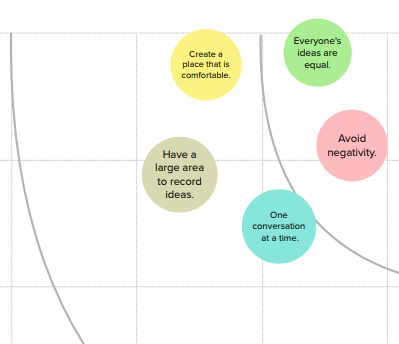 Create a
place that is
comfortable.
Everyone's
ideas are
equal.
Avoid
negativity.
Have a
large area
to record
ideas.
One
conversation
at a time.